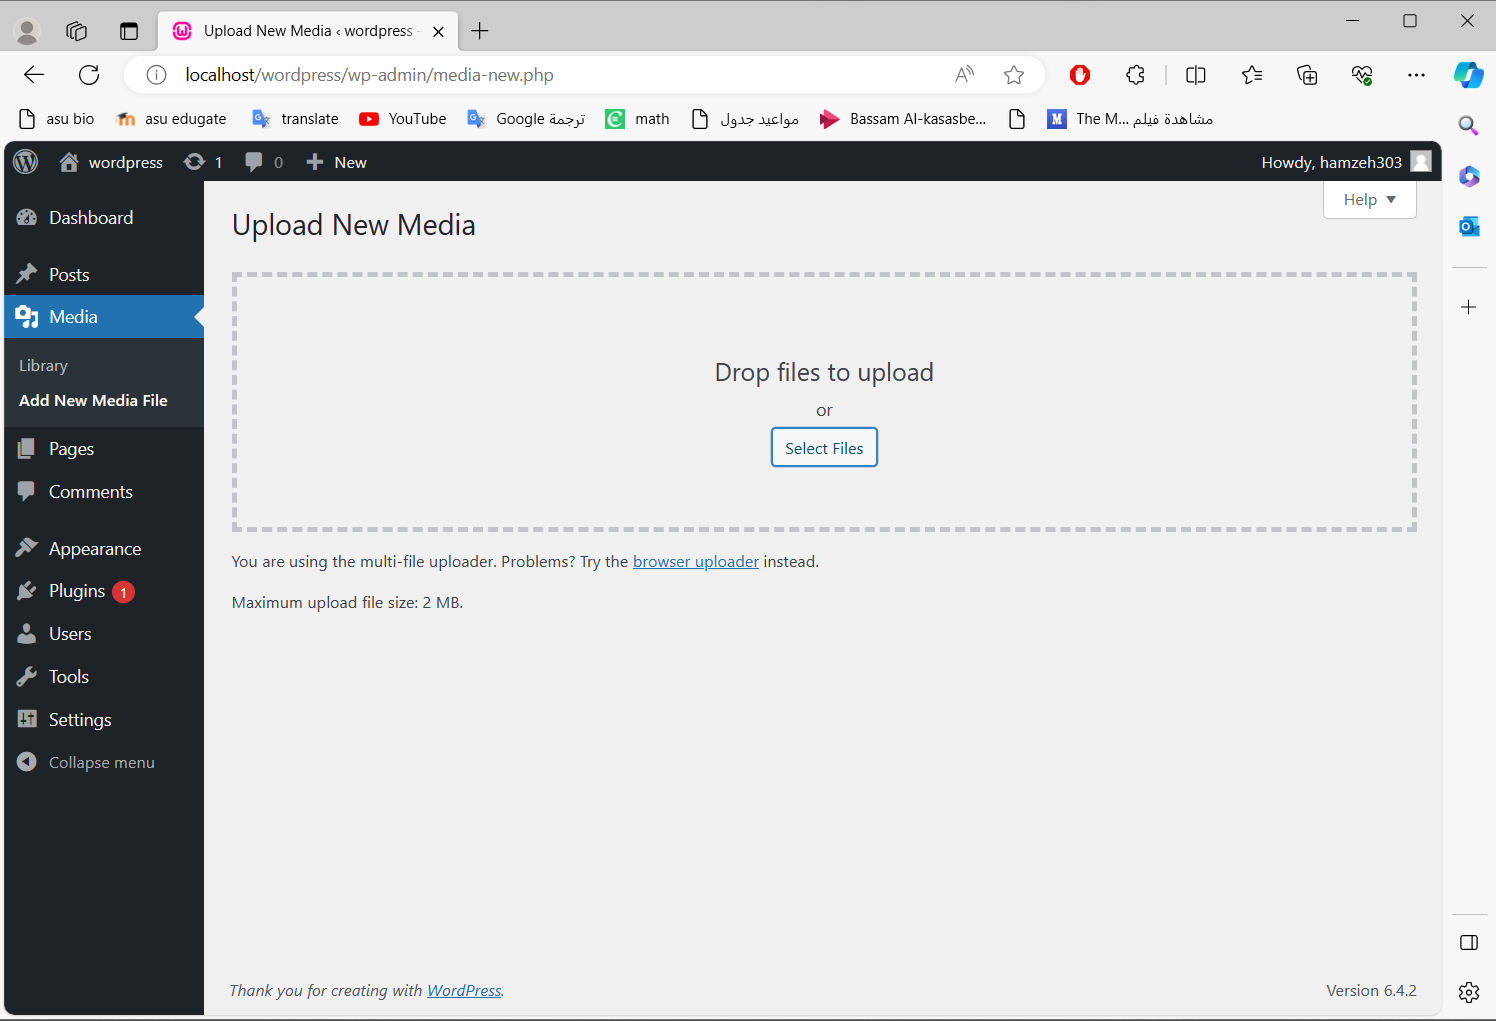 Upload New Media ‹ wordpress -
localhost/wordpress/wp-admin/media-new.php
asu bio asu edugate translate YouTube Google ترجمة math مواعيد جدول Bassam Al-kasasbe... The M... مشاهدة فيلم
wordpress 1 0 New Howdy, hamzeh303
Help
Dashboard
Posts
Media
Library
Add New Media File
Pages
Comments
Appearance
Plugins 1
Users
Tools
Settings
Collapse menu
Upload New Media
Drop files to upload
or
Select Files
You are using the multi-file uploader. Problems? Try the browser uploader instead.
Maximum upload file size: 2 MB.
Thank you for creating with WordPress.
Version 6.4.2